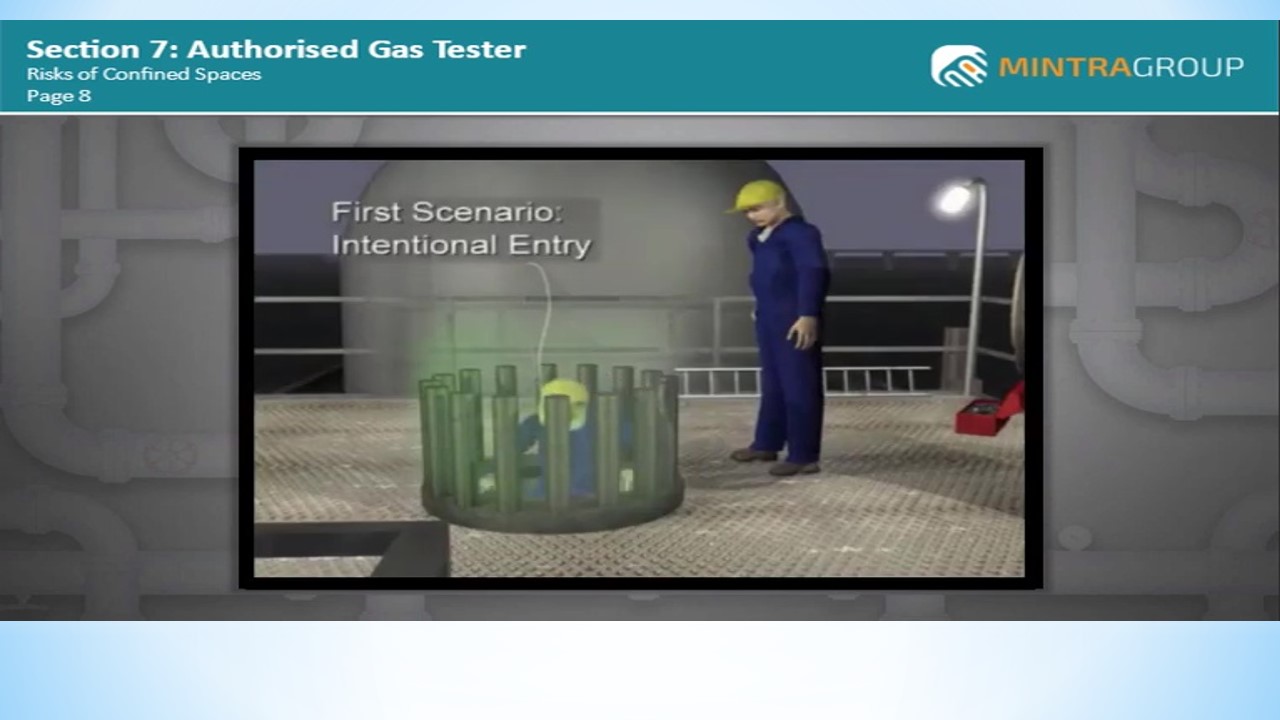 Section 7: Authorised Gas Tester
Risks of Confined Spaces
Page 8
MINTRAGROUP
First Scenario:
Intentional Entry